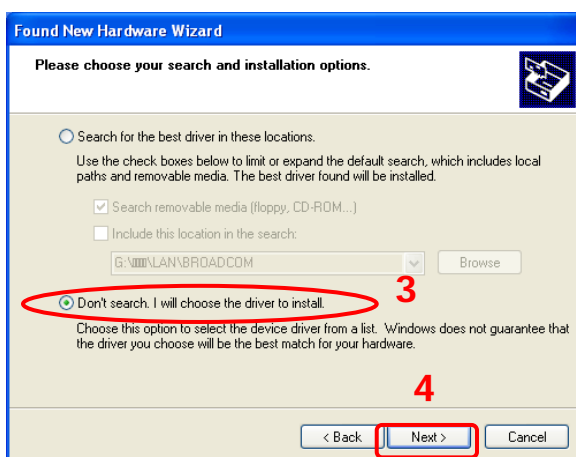 Found New Hardware Wizard
Please choose your search and installation options.
Search for the best driver in these locations.
Use the check boxes below to limit or expand the default search, which includes local
paths and removable media. The best driver found will be installed.
Search removable media (floppy, CD-ROM...)
Include this location in the search:
G:\\LAN\BROADCOM
Browse
3
Don't search. I will choose the driver to install.
Choose this option to select the device driver from a list. Windows does not guarantee that
the driver you choose will be the best match for your hardware.
4
< Back
Next >
Cancel